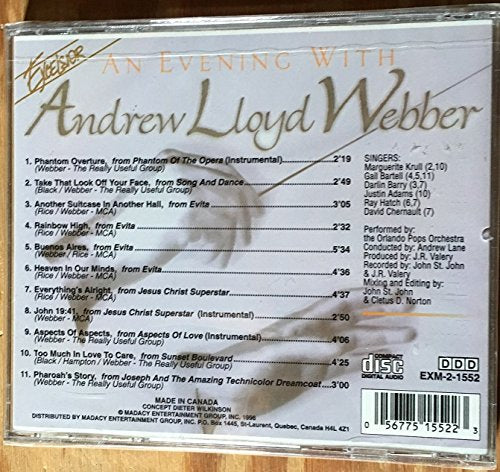 Excelsior
AN EVENING WITH
Andrew Lloyd Webber
1. Phantom Overture, from Phantom Of The Opera (Instrumental) 2'19
(Webber - The Really Useful Group)
2. Take That Look Off Your Face, from Song And Dance 2'49
(Black / Webber - The Really Useful Group)
3. Another Suitcase In Another Hall, from Evita 3'05
(Rice / Webber - MCA)
4. Rainbow High, from Evita 2'32
(Rice / Webber - MCA)
5. Buenos Aires, from Evita 5'34
(Webber / Rice - MCA)
6. Heaven In Our Minds, from Evita 4'36
(Rice / Webber - MCA)
7. Everything's Alright, from Jesus Christ Superstar 4'37
(Rice / Webber - MCA)
8. John 19:41, from Jesus Christ Superstar (Instrumental) 2'50
(Webber - MCA)
9. Aspects Of Aspects, from Aspects Of Love (Instrumental) 4'06
(Webber - The Really Useful Group)
10. Too Much In Love To Care, from Sunset Boulevard 4'25
(Black / Hampton / Webber - The Really Useful Group)
11. Pharoah's Story, from Joseph And The Amazing Technicolor Dreamcoat 3'00
(Rice / Webber - The Really Useful Group)
SINGERS:
Marguerite Krull (2,10)
Gail Bartell (4,5,11)
Darlin Barry (3,7)
Justin Adams (10)
Ray Hatch (6,7)
David Chernault (7)
Performed by:
the Orlando Pops Orchestra
Conducted by: Andrew Lane
Produced by: J.R. Valery
Recorded by: John St. John
& J.R. Valery
Mixing and Editing by:
John St. John
& Cletus D. Norton
COMPACT
disc
DIGITAL AUDIO
DDD
EXM-2-1552
MADE IN CANADA
CONCEPT DIETER WILKINSON
© MADACY ENTERTAINMENT GROUP, INC. 1996
DISTRIBUTED BY MADACY ENTERTAINMENT GROUP, INC. P.O. Box 1445, St-Laurent, Quebec, Canada H4L 4Z1
0 56775 15522 3